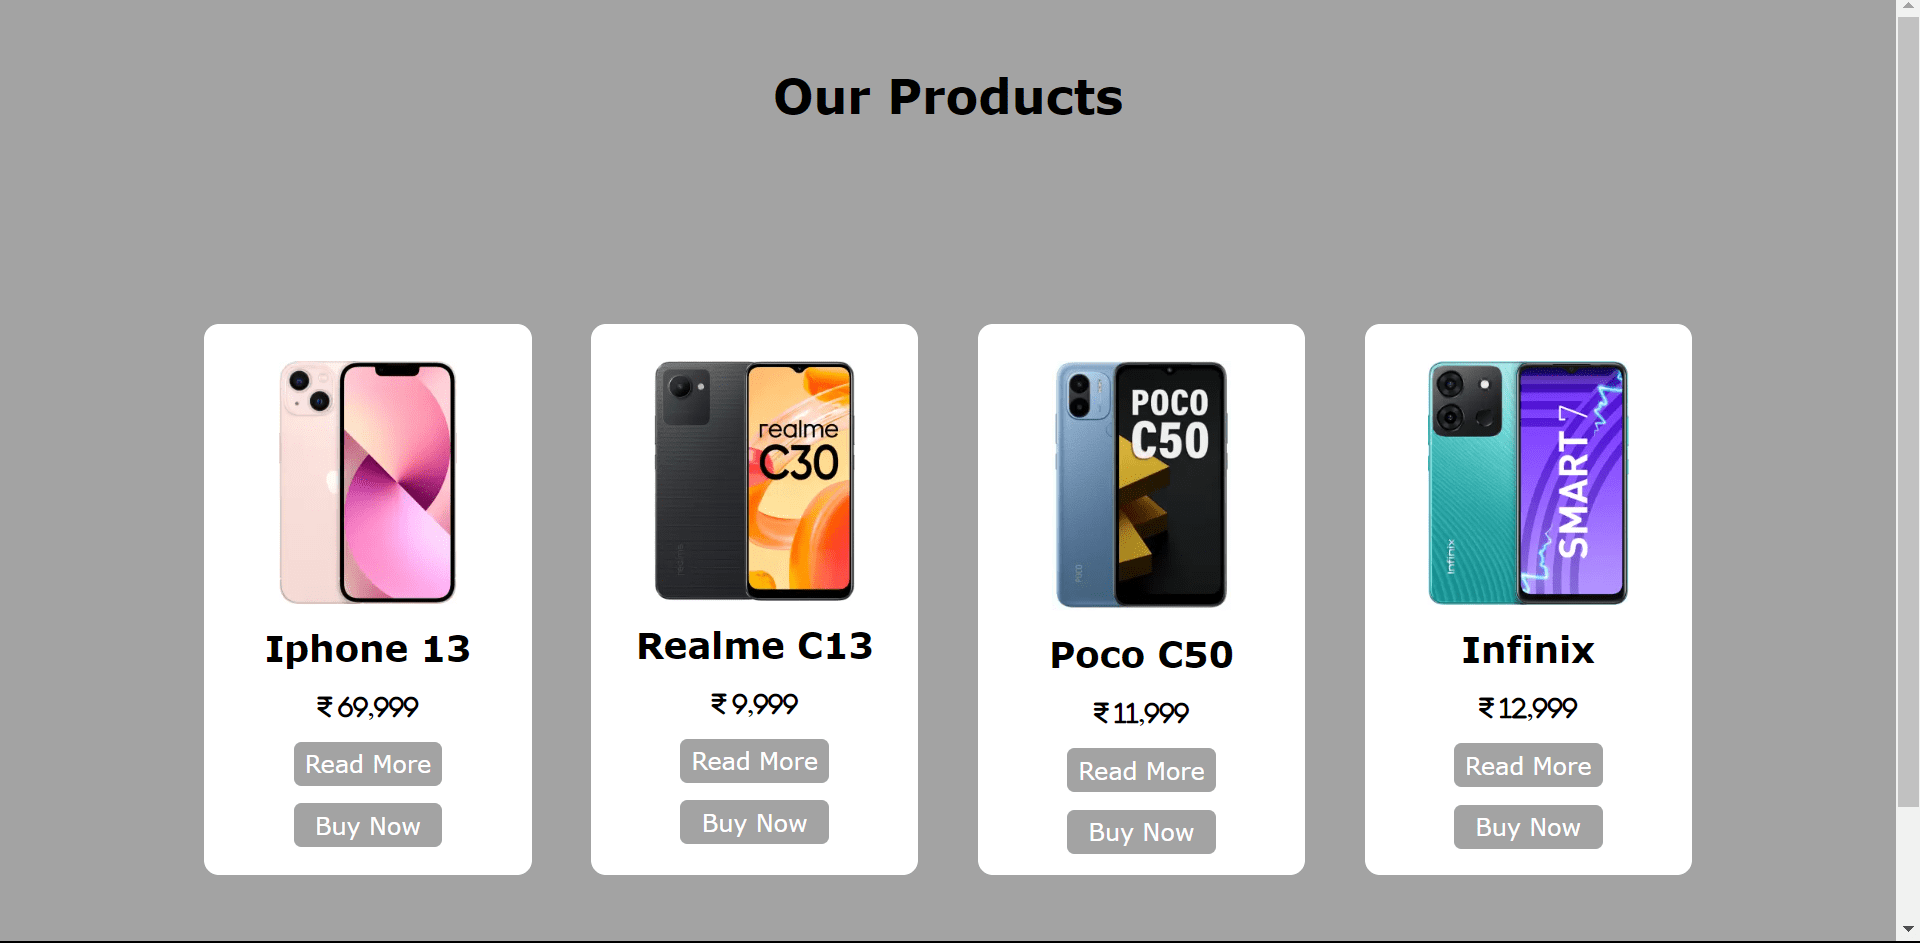 Our Products
realme
C30
POCO
C50
POCO
SMART 7
Infinix
Iphone 13
Realme C13
Poco C50
Infinix
₹ 69,999
₹ 9,999
₹ 11,999
₹ 12,999
Read More
Read More
Read More
Read More
Buy Now
Buy Now
Buy Now
Buy Now